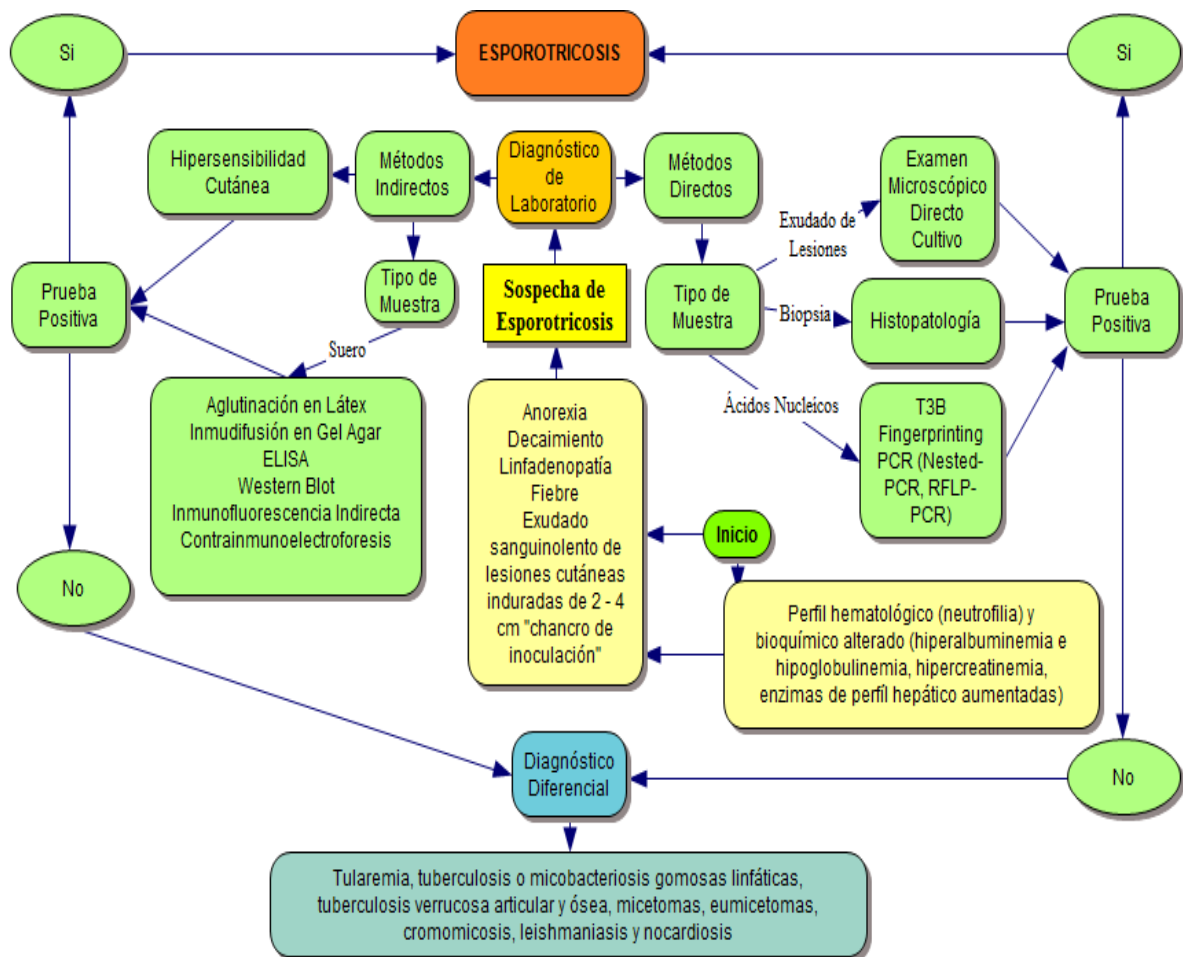 Si
ESPOROTRICOSIS
Si
Hipersensibilidad
Cutánea
Métodos
Indirectos
Diagnóstico
de
Laboratorio
Métodos
Directos
Examen
Microscópico
Directo
Cultivo
Exudado de
Lesiones
Prueba
Positiva
Tipo de
Muestra
Sospecha de
Esporotricosis
Tipo de
Muestra
Biopsia
Histopatología
Prueba
Positiva
Suero
Ácidos Nucleicos
Aglutinación en Látex
Inmudifusión en Gel Agar
ELISA
Western Blot
Inmunofluorescencia Indirecta
Contrainmunoelectroforesis
Anorexia
Decaimiento
Linfadenopatía
Fiebre
Exudado
sanguinolento de
lesiones cutáneas
induradas de 2 - 4
cm "chancro de
inoculación"
T3B
Fingerprinting
PCR (Nested-
PCR, RFLP-
PCR)
Inicio
No
Perfil hematológico (neutrofilia) y
bioquímico alterado (hiperalbuminemia e
hipoglobulinemia, hipercreatinemia,
enzimas de perfíl hepático aumentadas)
Diagnóstico
Diferencial
No
Tularemia, tuberculosis o micobacteriosis gomosas linfáticas,
tuberculosis verrucosa articular y ósea, micetomas, eumicetomas,
cromomicosis, leishmaniasis y nocardiosis